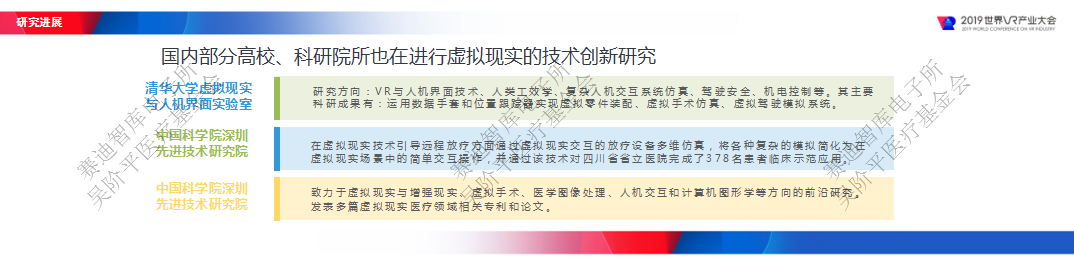 研究进展
2019世界VR产业大会
2019 WORLD CONFERENCE ON VR INDUSTRY
国内部分高校、科研院所也在进行虚拟现实的技术创新研究
清华大学虚拟现实
与人机界面实验室
研究方向：VR与人机界面技术、人类工效学、复杂人机交互系统仿真、驾驶安全、机电控制等。其主要
科研成果有：运用数据手套和位置跟踪器实现虚拟零件装配、虚拟手术仿真、虚拟驾驶模拟系统。
中国科学院深圳
先进技术研究院
在虚拟现实技术引导远程放疗方面通过虚拟现实交互的放疗设备多维仿真，将各种复杂的模拟简化为在
虚拟现实场景中的简单交互操作，并通过该技术对四川省省立医院完成了378名患者临床示范应用。
中国科学院深圳
先进技术研究院
致力于虚拟现实与增强现实、虚拟手术、医学图像处理、人机交互和计算机图形学等方向的前沿研究，
发表多篇虚拟现实医疗领域相关专利和论文。
赛迪智库电子所
吴阶平医疗基金会
赛迪智库电子所
吴阶平医疗基金会
赛迪智库电子所
吴阶平医疗基金会